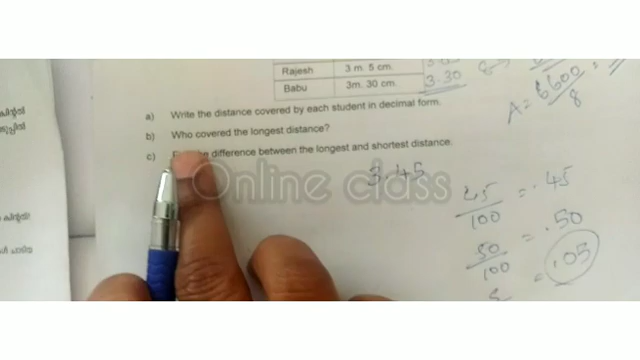 Rajesh 3 m. 5 cm.
Babu 3m. 30 cm. 3.30
A = 6600
8
a) Write the distance covered by each student in decimal form.
b) Who covered the longest distance?
c) difference between the longest and shortest distance.
Online class
3.45
45/100 = .45
50/100 = .50
= .05